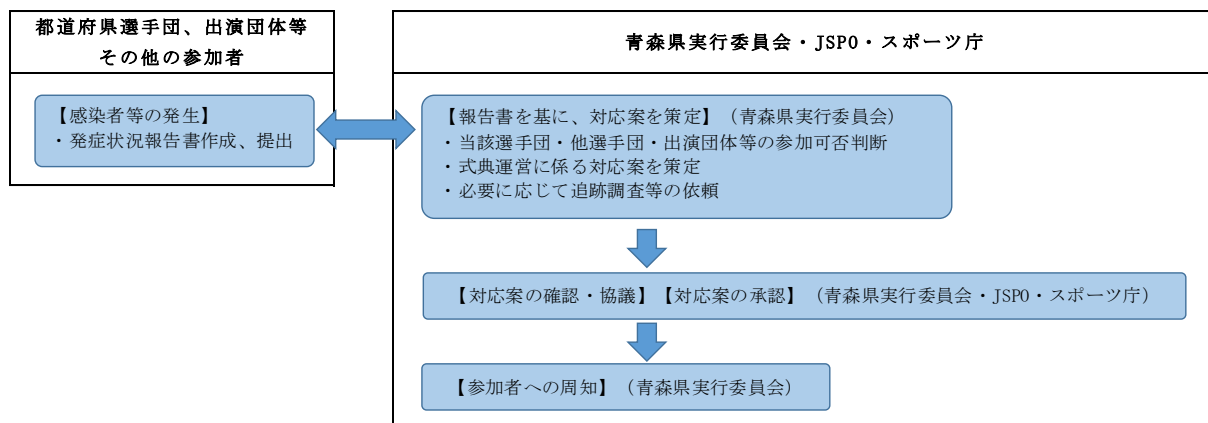 都道府県選手団、出演団体等
その他の参加者
青森県実行委員会・JSPO・スポーツ庁
【感染者等の発生】
・発症状況報告書作成、提出
【報告書を基に、対応案を策定】（青森県実行委員会）
・当該選手団・他選手団・出演団体等の参加可否判断
・式典運営に係る対応案を策定
・必要に応じて追跡調査等の依頼
【対応案の確認・協議】【対応案の承認】（青森県実行委員会・JSPO・スポーツ庁）
【参加者への周知】（青森県実行委員会）